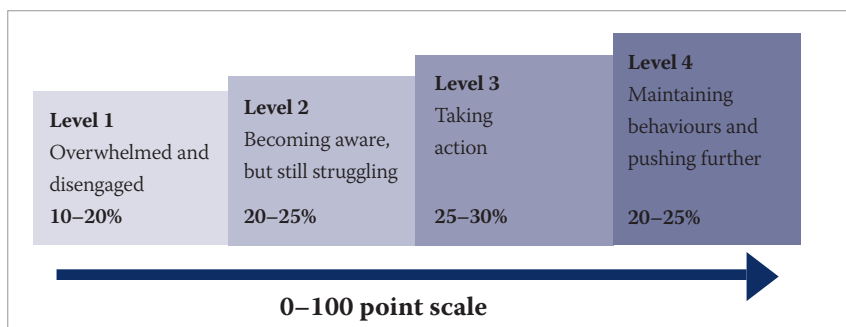 Level 1
Overwhelmed and
disengaged
10–20%
Level 2
Becoming aware,
but still struggling
20–25%
Level 3
Taking
action
25–30%
Level 4
Maintaining
behaviours and
pushing further
20–25%
0–100 point scale